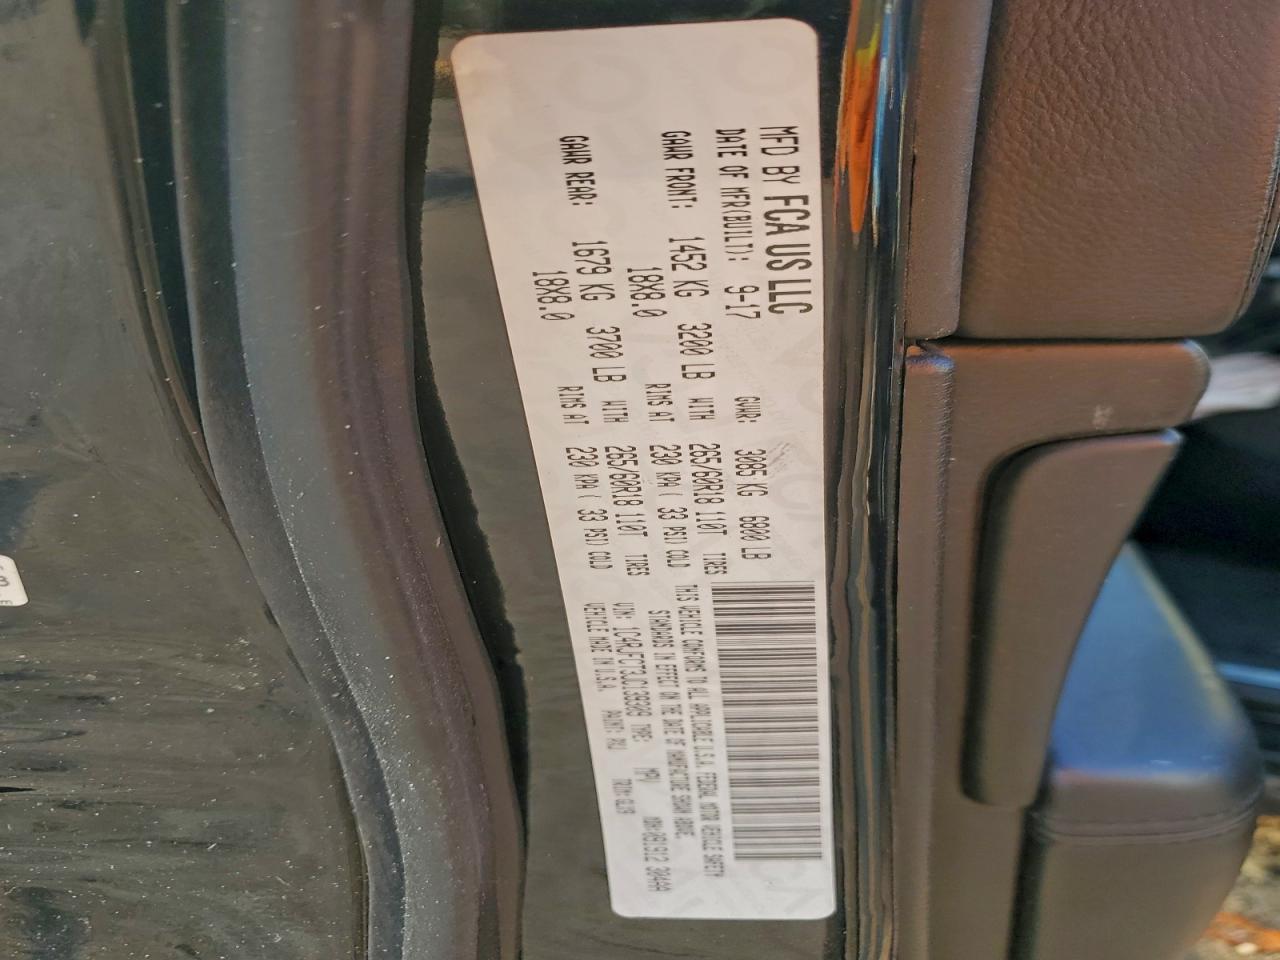 MFD BY FCA US LLC
DATE OF MFR(BUILT): 9-17 GVWR: 3085 KG 6800 LB
GAWR FRONT: 1452 KG 3200 LB WITH 265/60R18 110T TIRES
18X8.0 RIMS AT 230 KPA ( 33 PSI) COLD
GAWR REAR: 1679 KG 3700 LB WITH 265/60R18 110T TIRES
18X8.0 RIMS AT 230 KPA ( 33 PSI) COLD
THIS VEHICLE CONFORMS TO ALL APPLICABLE U.S.A. FEDERAL MOTOR VEHICLE SAFETY
STANDARDS IN EFFECT ON THE DATE OF MANUFACTURE SHOWN ABOVE.
VIN: TYPE: MPV
VEHICLE MADE IN U.S.A PAINT: TRIM: